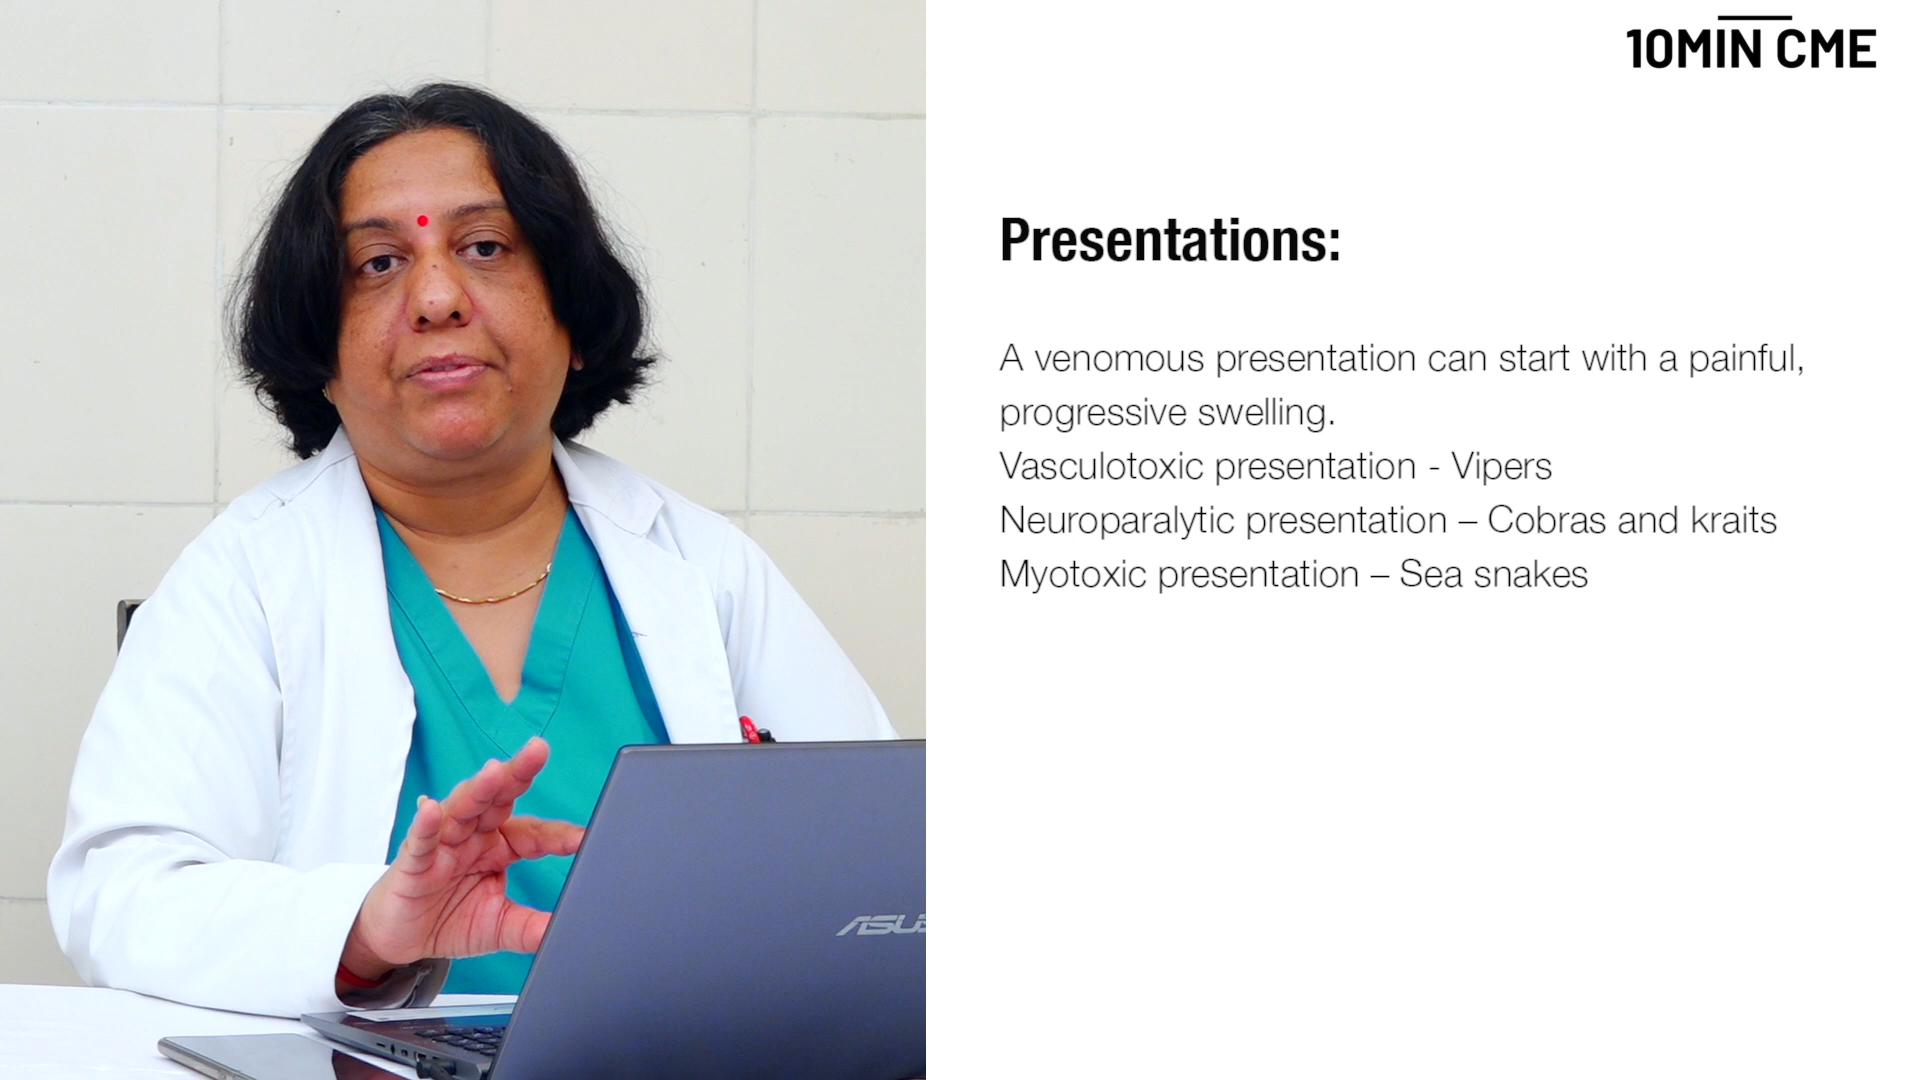 10MIN CME
Presentations:
A venomous presentation can start with a painful,
progressive swelling.
Vasculotoxic presentation - Vipers
Neuroparalytic presentation – Cobras and kraits
Myotoxic presentation – Sea snakes